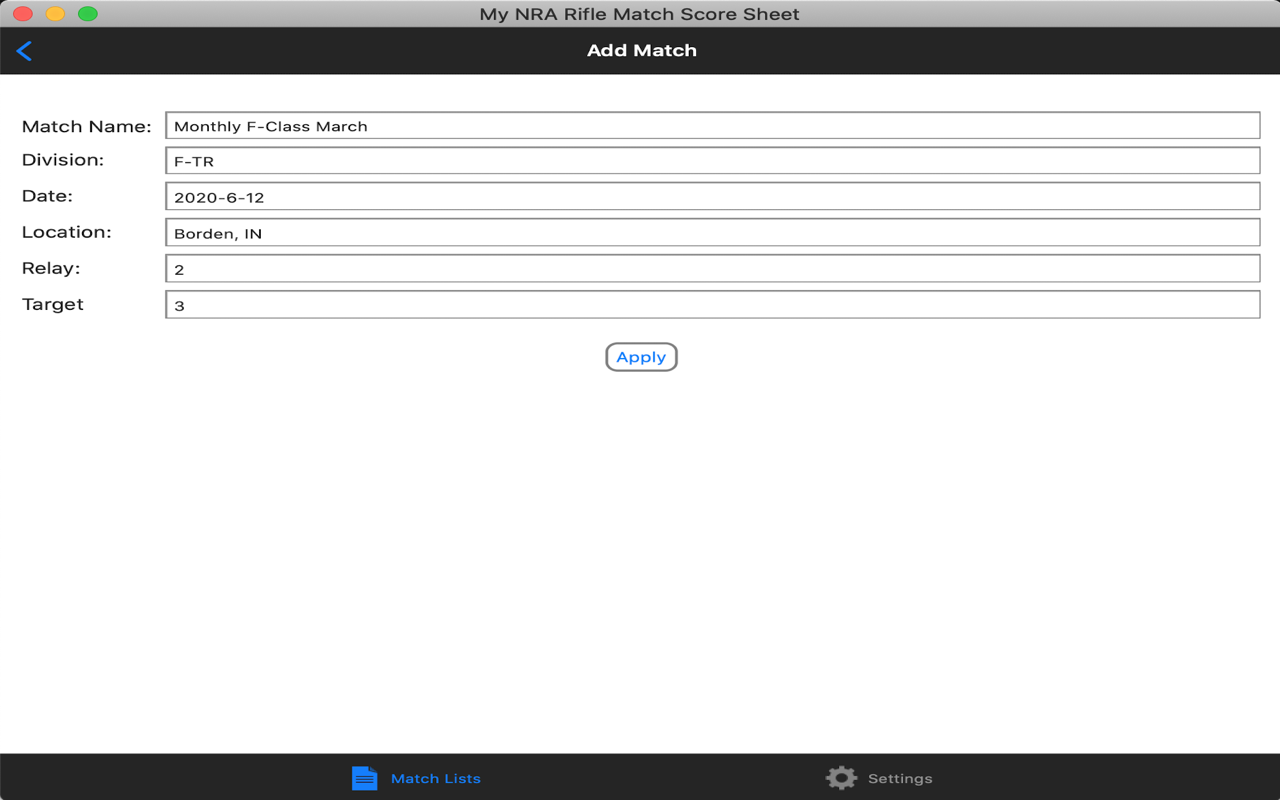 My NRA Rifle Match Score Sheet
Add Match
Match Name: Monthly F-Class March
Division: F-TR
Date: 2020-6-12
Location: Borden, IN
Relay: 2
Target 3
Apply
Match Lists Settings